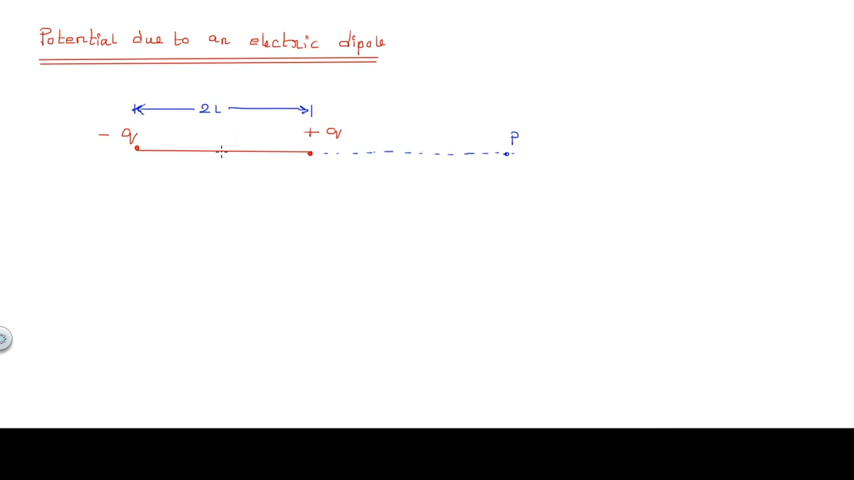 Potential due to an electric dipole
2L
- q
+ q
P